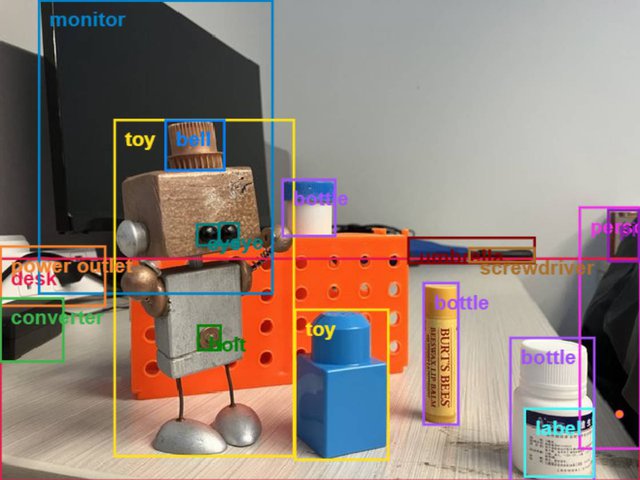 monitor
toy
bell
bottle
eye
eye
umbrella
person
power outlet
desk
screwdriver
converter
bottle
toy
bolt
BURT'S BEES
BEESWAX LIP BALM
bottle
label